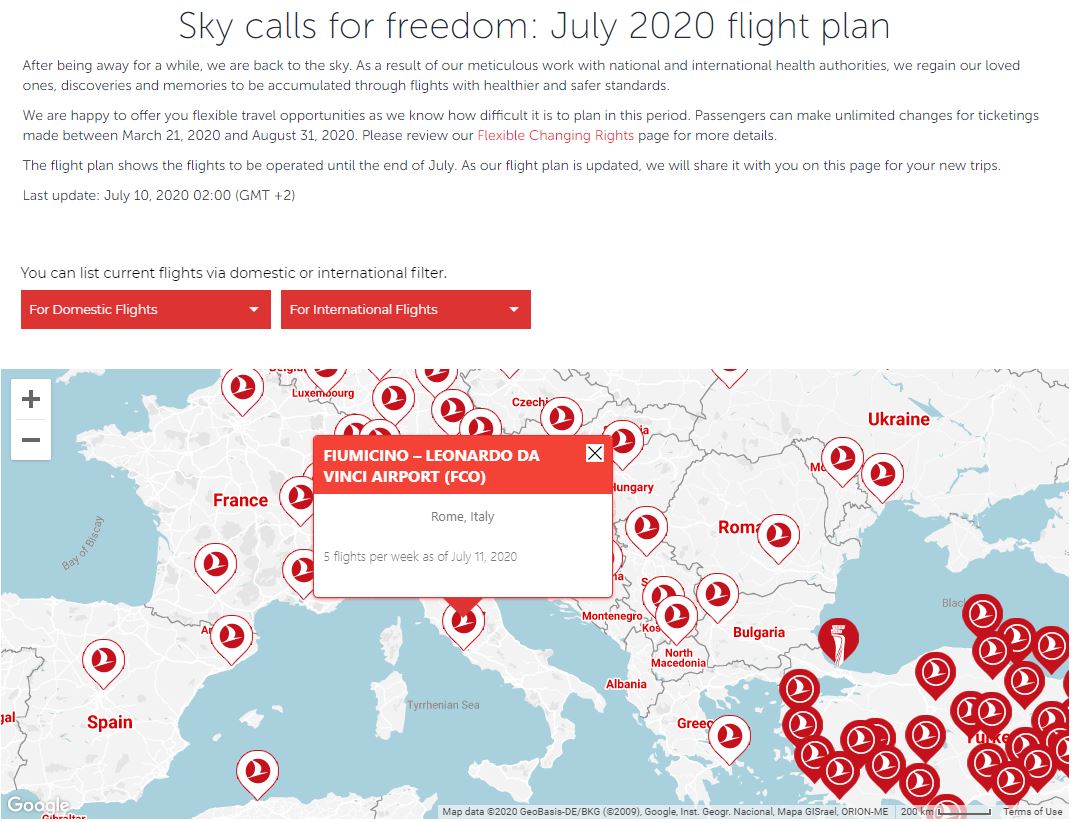 Sky calls for freedom: July 2020 flight plan
After being away for a while, we are back to the sky. As a result of our meticulous work with national and international health authorities, we regain our loved
ones, discoveries and memories to be accumulated through flights with healthier and safer standards.
We are happy to offer you flexible travel opportunities as we know how difficult it is to plan in this period. Passengers can make unlimited changes for ticketings
made between March 21, 2020 and August 31, 2020. Please review our Flexible Changing Rights page for more details.
The flight plan shows the flights to be operated until the end of July. As our flight plan is updated, we will share it with you on this page for your new trips.
Last update: July 10, 2020 02:00 (GMT +2)
You can list current flights via domestic or international filter.
For Domestic Flights
For International Flights
Luxembourg
Czechi
Ukraine
FIUMICINO – LEONARDO DA
VINCI AIRPORT (FCO)
Rome, Italy
5 flights per week as of July 11, 2020
France
Hungary
Bay of Biscay
Montenegro
Bulgaria
North
Macedonia
Albania
Tyrrhenian Sea
Spain
Google
Map data ©2020 GeoBasis-DE/BKG (©2009), Google, Inst. Geogr. Nacional, Mapa GISrael, ORION-ME
200 km
Terms of Use